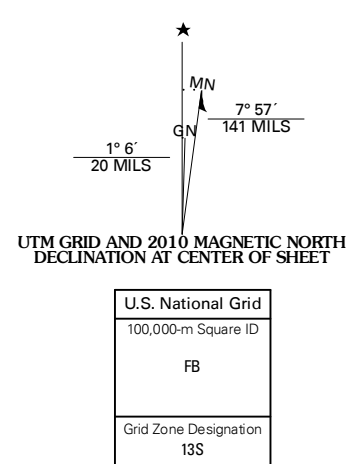 MN
7° 57´
141 MILS
GN
1° 6´
20 MILS
UTM GRID AND 2010 MAGNETIC NORTH
DECLINATION AT CENTER OF SHEET
U.S. National Grid
100,000-m Square ID
FB
Grid Zone Designation
13S